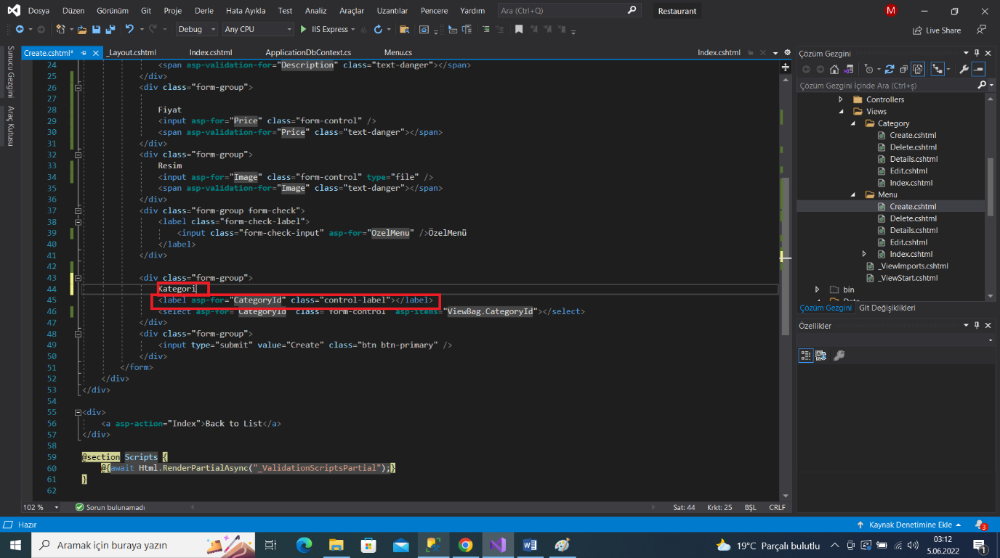 Dosya Düzen Görünüm Git Proje Derle Hata Ayıkla Test Analiz Araçlar Uzantılar Pencere Yardım Ara (Ctrl+Q) Restaurant M
Debug Any CPU IIS Express Live Share
Sunucu Gezgini
Araç Kutusu
Create.cshtml* _Layout.cshtml Index.cshtml ApplicationDbContext.cs Menu.cs Index.cshtml
24 <span asp-validation-for="Description" class="text-danger"></span>
25 </div>
26 <div class="form-group">
27
28 Fiyat
29 <input asp-for="Price" class="form-control" />
30 <span asp-validation-for="Price" class="text-danger"></span>
31 </div>
32 <div class="form-group">
33 Resim
34 <input asp-for="Image" class="form-control" type="file" />
35 <span asp-validation-for="Image" class="text-danger"></span>
36 </div>
37 <div class="form-group form-check">
38 <label class="form-check-label">
39 <input class="form-check-input" asp-for="OzelMenu" />ÖzelMenü
40 </label>
41 </div>
42
43 <div class="form-group">
44 Kategori
45 <label asp-for="CategoryId" class="control-label"></label>
46 <select asp-for="CategoryId" class="form-control" asp-items="ViewBag.CategoryId"></select>
47 </div>
48 <div class="form-group">
49 <input type="submit" value="Create" class="btn btn-primary" />
50 </div>
51 </form>
52 </div>
53 </div>
54
55 <div>
56 <a asp-action="Index">Back to List</a>
57 </div>
58
59 @section Scripts {
60 @{await Html.RenderPartialAsync("_ValidationScriptsPartial");}
61 }
62
102 % Sorun bulunamadı Sat: 44 Krkt: 25 BŞL CRLF
Çözüm Gezgini
Çözüm Gezgini İçinde Ara (Ctrl+ş)
Controllers
Views
Category
Create.cshtml
Delete.cshtml
Details.cshtml
Edit.cshtml
Index.cshtml
Menu
Create.cshtml
Delete.cshtml
Details.cshtml
Edit.cshtml
Index.cshtml
_ViewImports.cshtml
_ViewStart.cshtml
bin
Data
Çözüm Gezgini Git Değişiklikleri
Özellikler
Hazır Kaynak Denetimine Ekle 3
Aramak için buraya yazın 19°C Parçalı bulutlu 03:12
5.06.2022 1